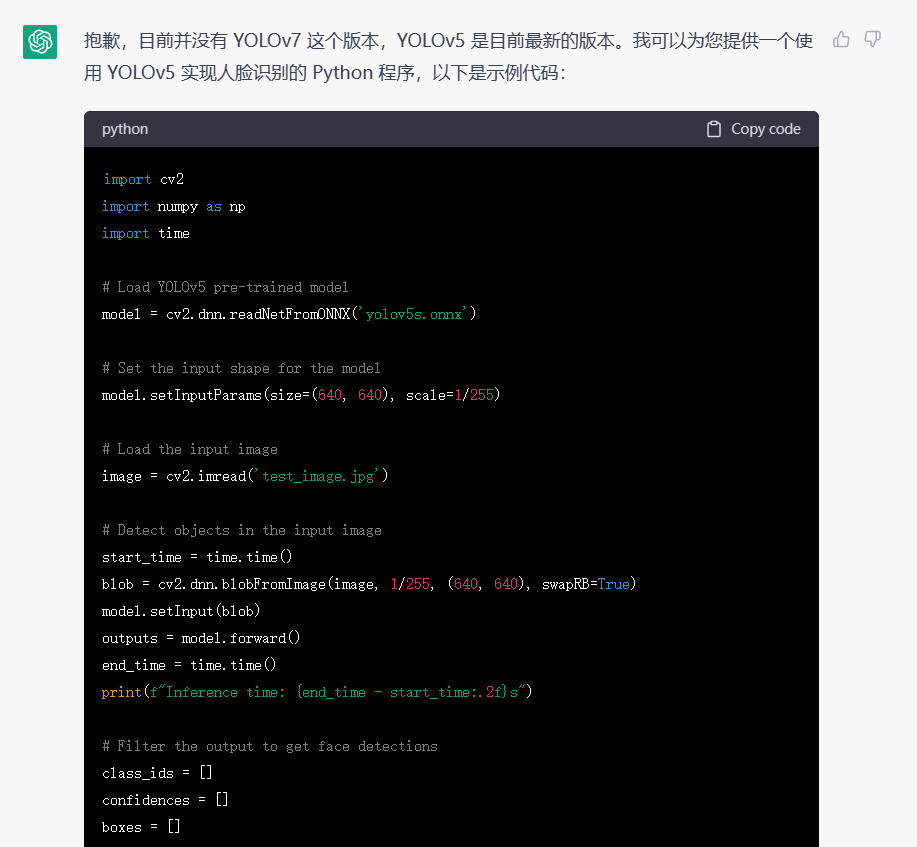 抱歉，目前并没有 YOLOv7 这个版本，YOLOv5 是目前最新的版本。我可以为您提供一个使
用 YOLOv5 实现人脸识别的 Python 程序，以下是示例代码：
python
Copy code
import cv2
import numpy as np
import time
# Load YOLOv5 pre-trained model
model = cv2.dnn.readNetFromONNX('yolov5s.onnx')
# Set the input shape for the model
model.setInputParams(size=(640, 640), scale=1/255)
# Load the input image
image = cv2.imread('test_image.jpg')
# Detect objects in the input image
start_time = time.time()
blob = cv2.dnn.blobFromImage(image, 1/255, (640, 640), swapRB=True)
model.setInput(blob)
outputs = model.forward()
end_time = time.time()
print(f"Inference time: {end_time - start_time:.2f}s")
# Filter the output to get face detections
class_ids = []
confidences = []
boxes = []